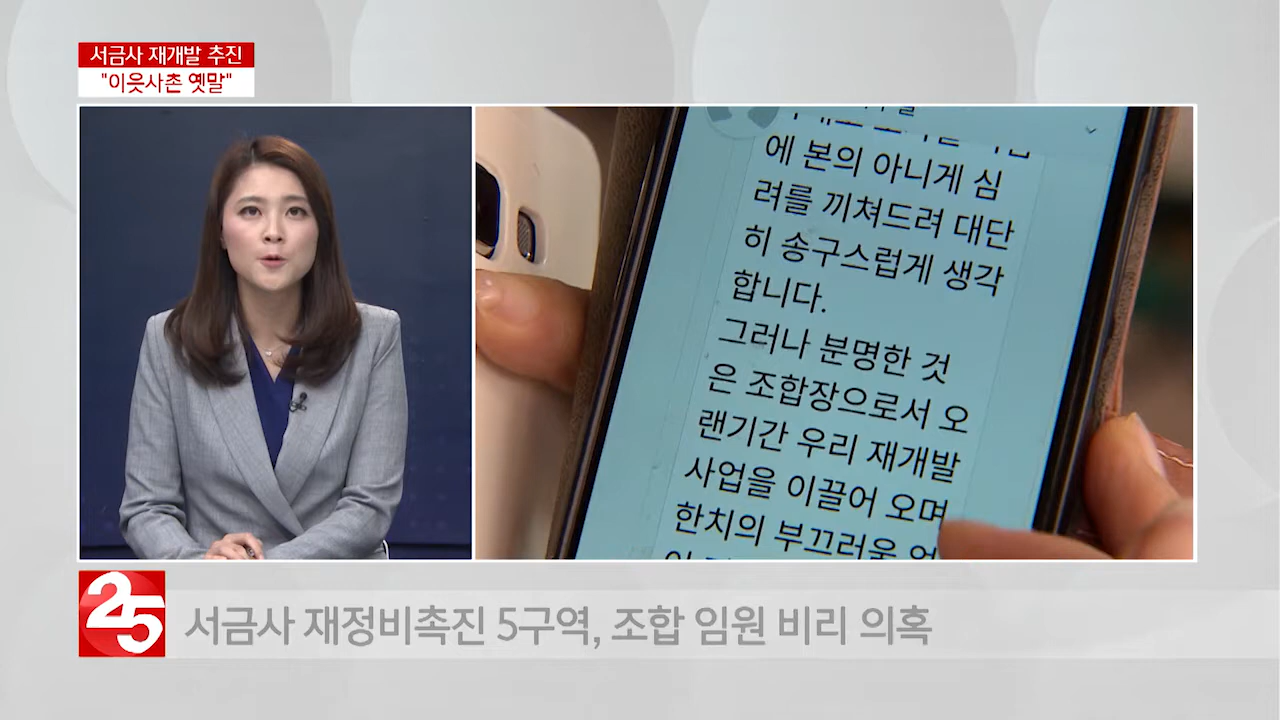 서금사 재개발 추진
"이웃사촌 옛말"
에 본의 아니게 심
려를 끼쳐드려 대단
히 송구스럽게 생각
합니다.
그러나 분명한 것
은 조합장으로서 오
랜기간 우리 재개발
사업을 이끌어 오며
한치의 부끄러움
25
서금사 재정비촉진 5구역, 조합 임원 비리 의혹